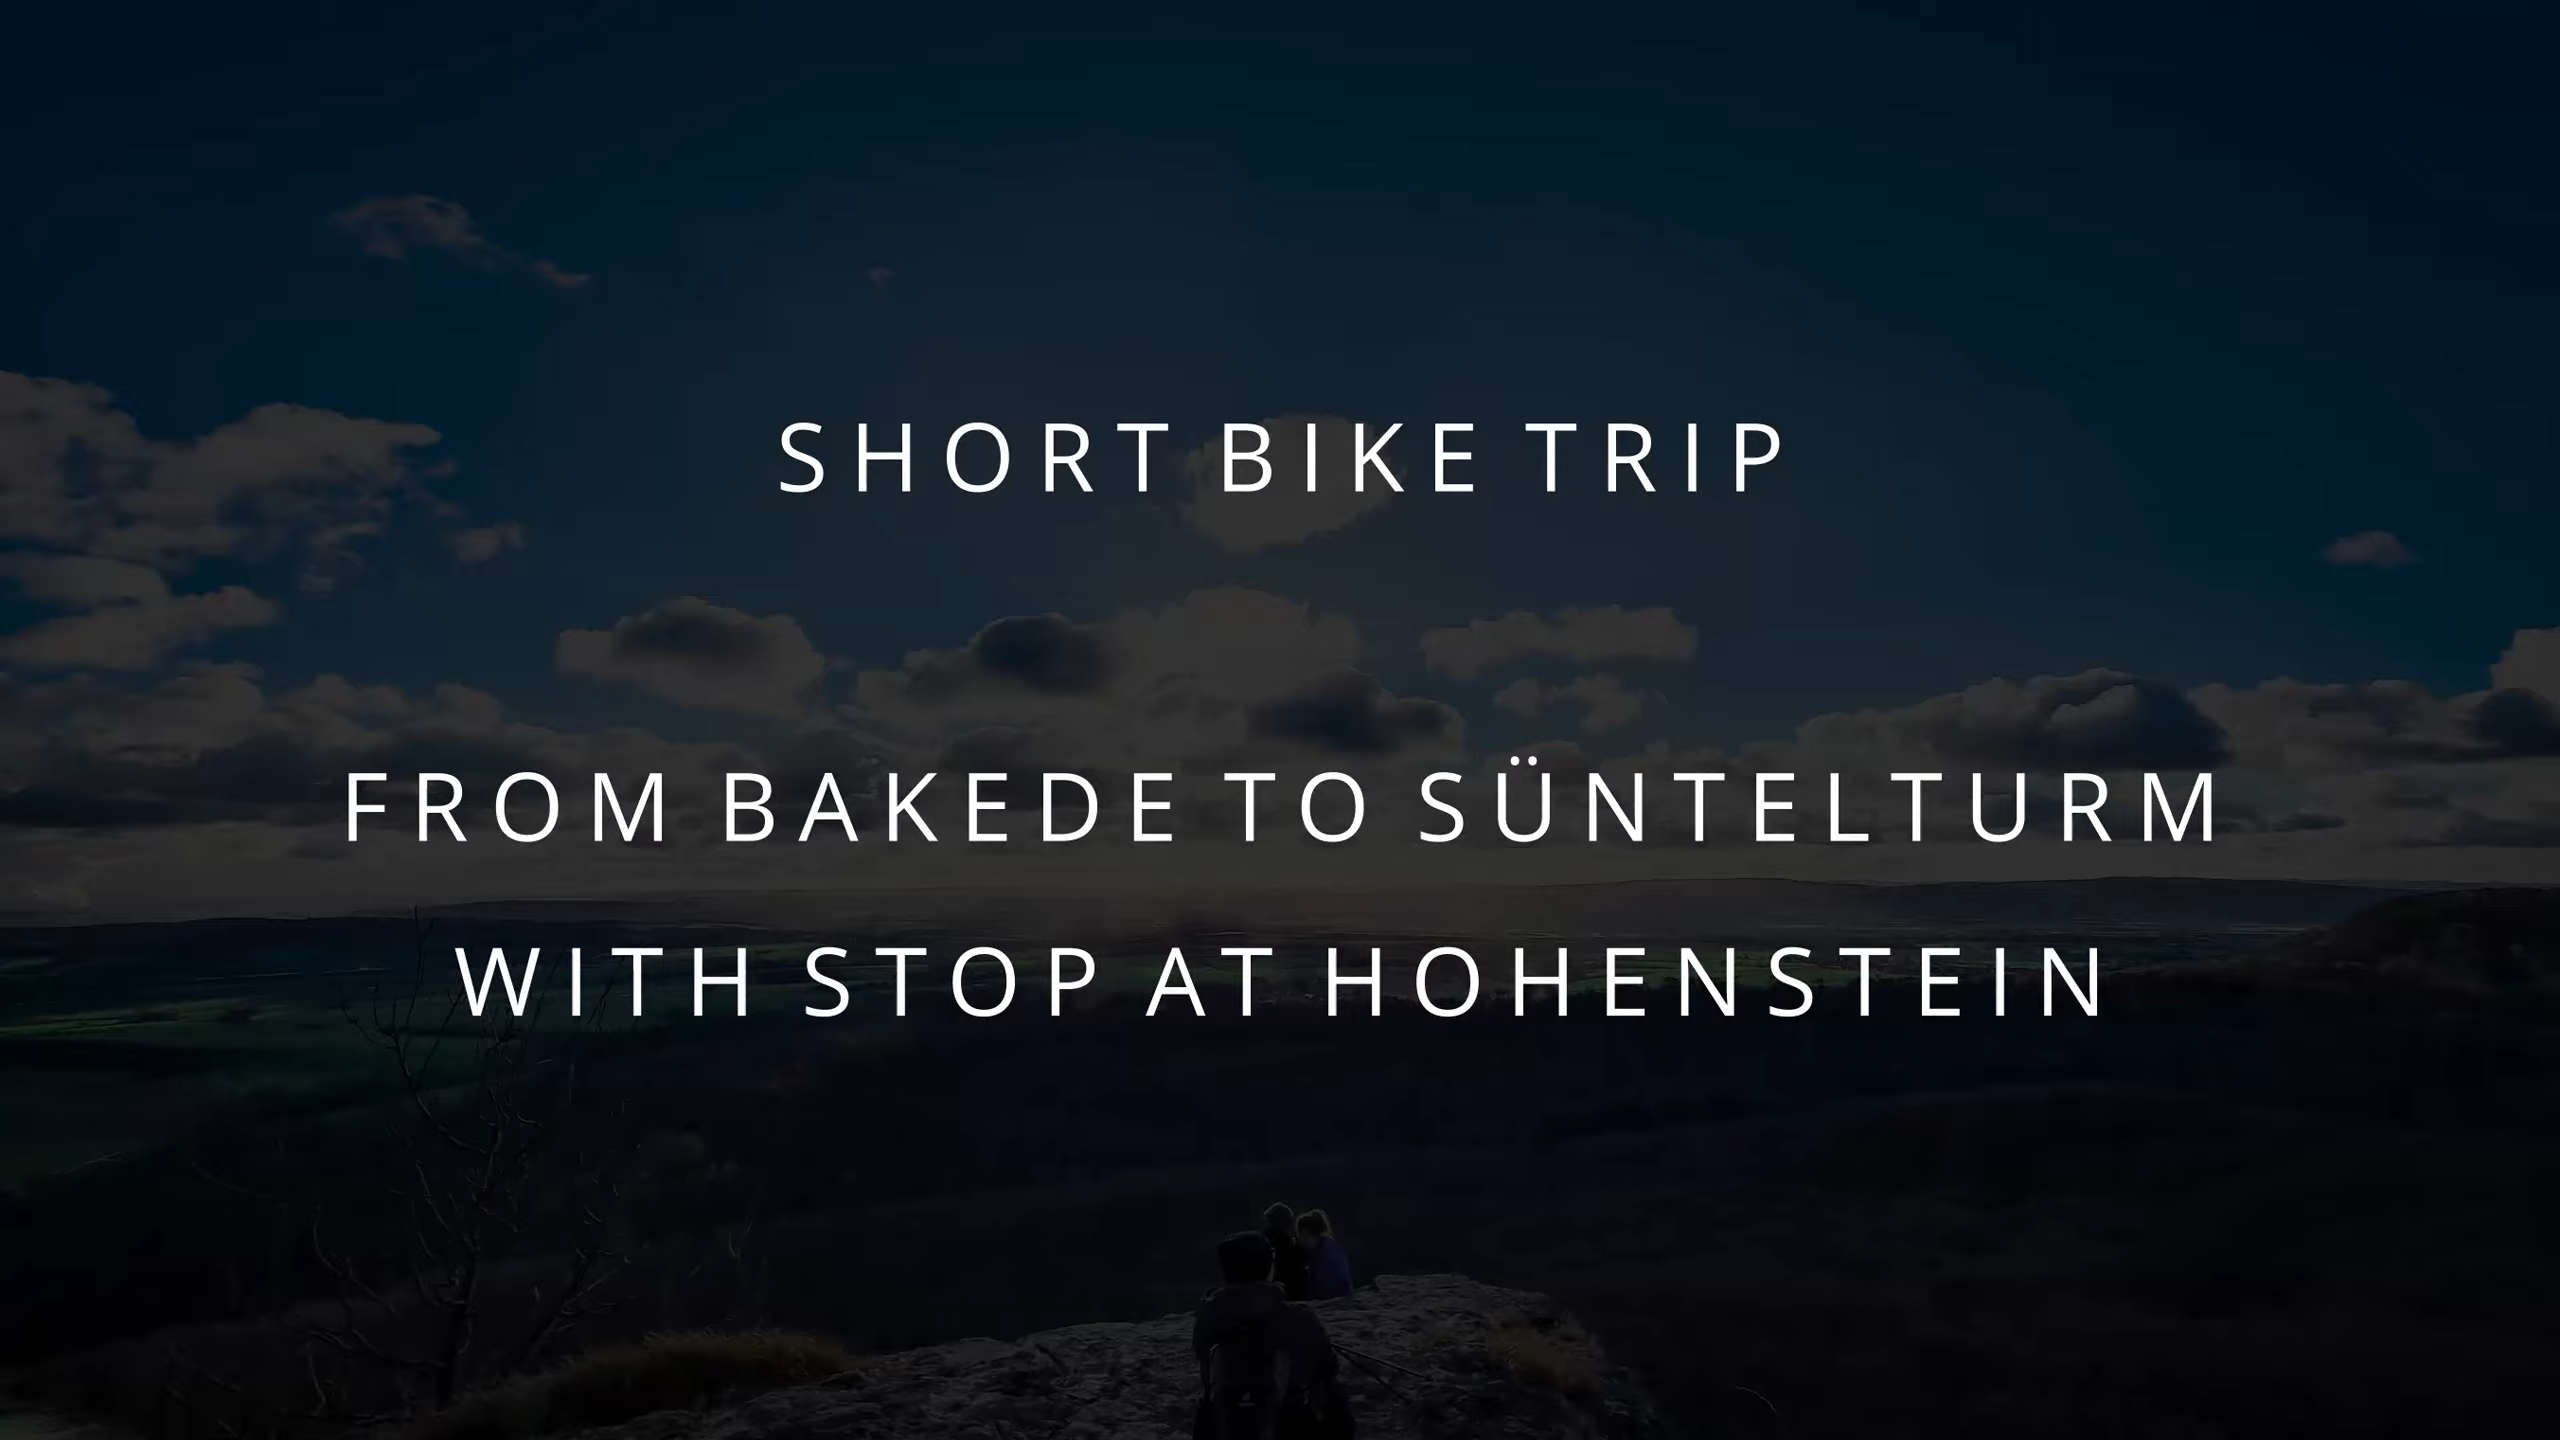 SHORT BIKE TRIP
FROM BAKEDE TO SÜNTELTURM
WITH STOP AT HOHENSTEIN